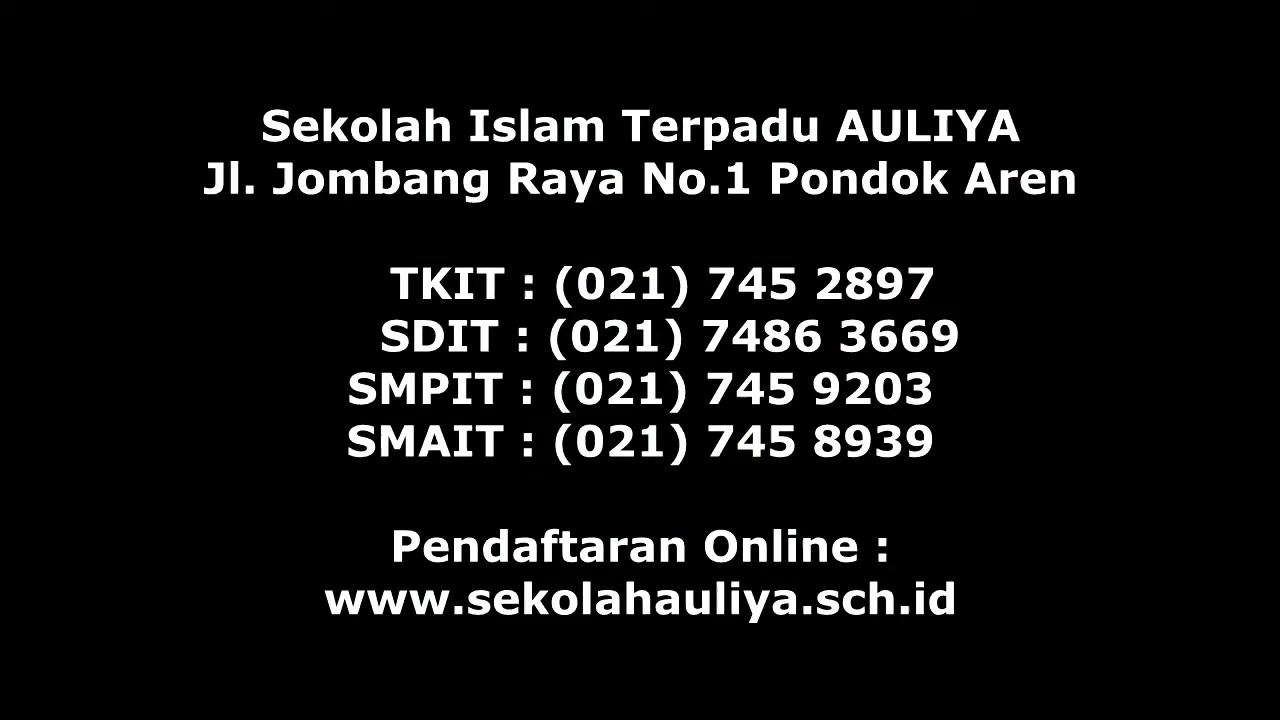 Sekolah Islam Terpadu AULIYA
Jl. Jombang Raya No.1 Pondok Aren
TKIT : (021) 745 2897
SDIT : (021) 7486 3669
SMPIT : (021) 745 9203
SMAIT : (021) 745 8939
Pendaftaran Online :
www.sekolahauliya.sch.id